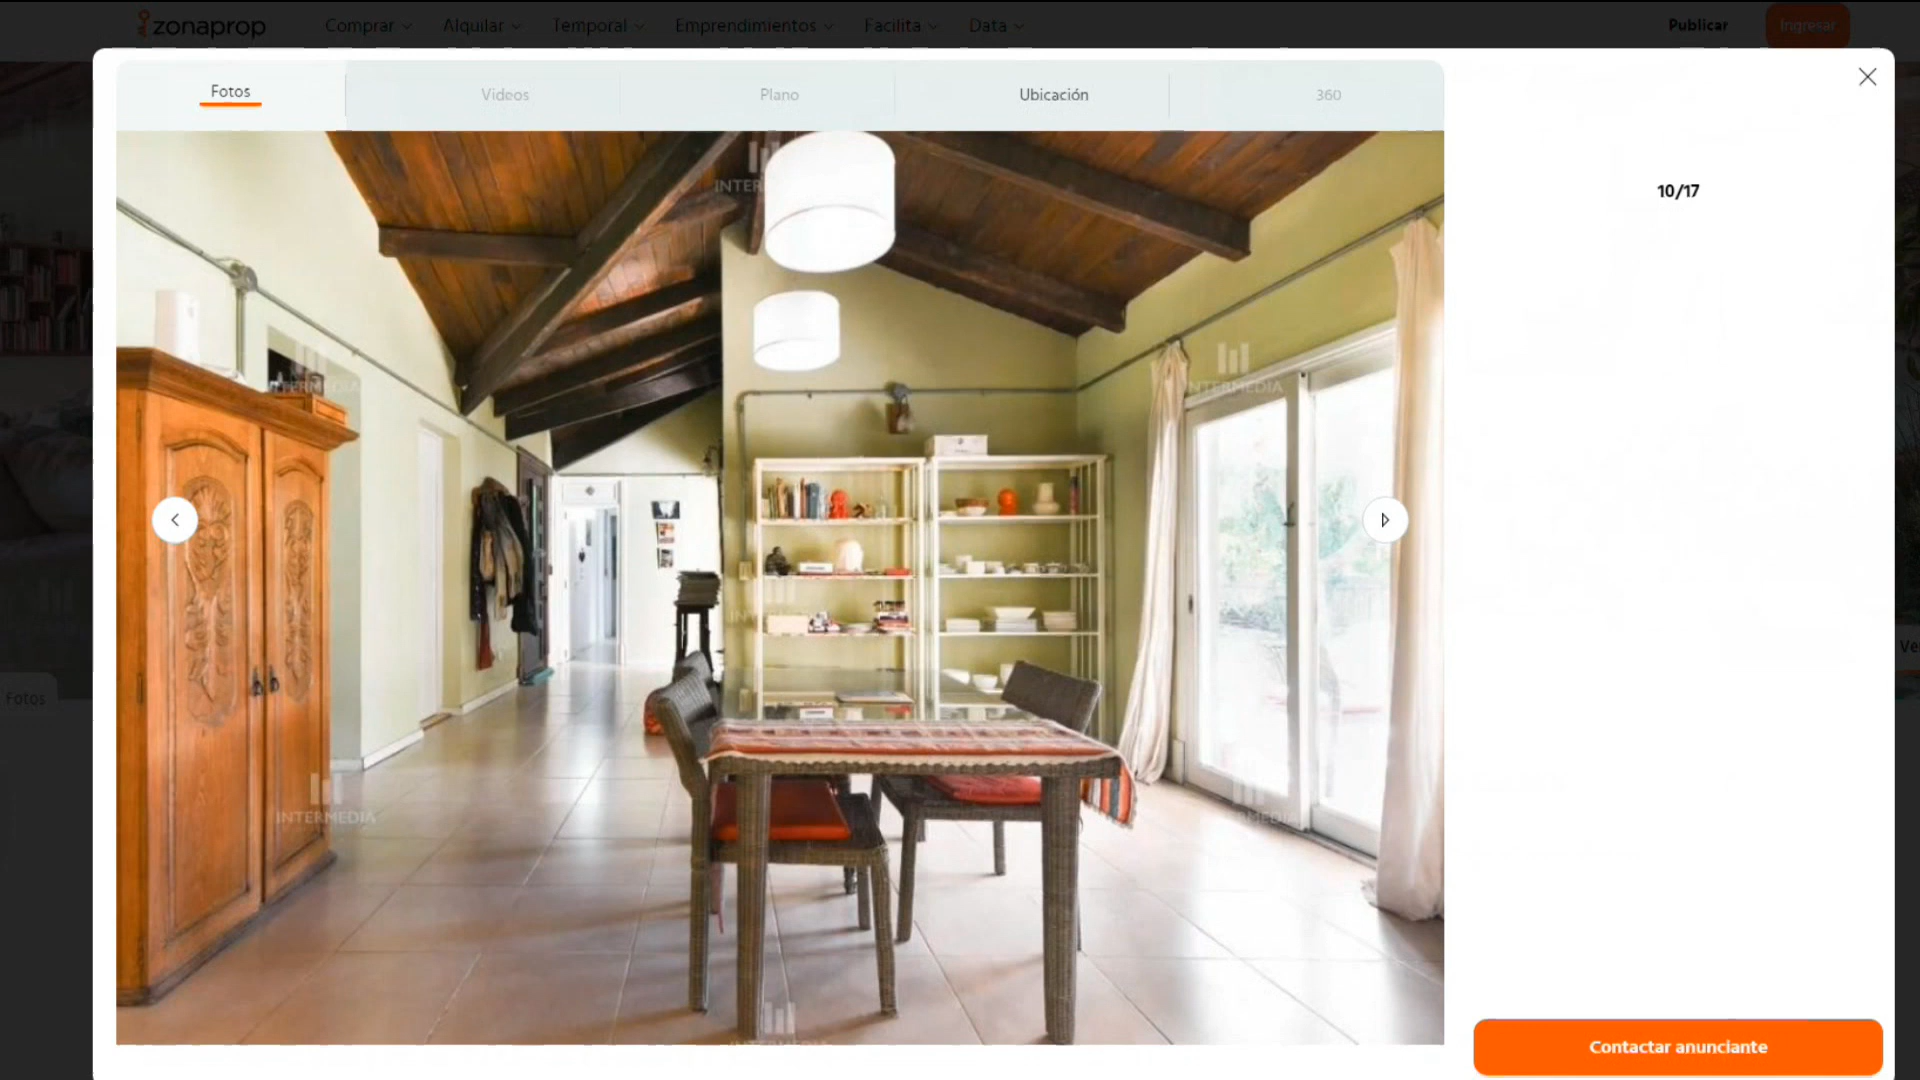 zonaprop
Comprar
Alquilar
Temporal
Emprendimientos
Facilita
Data
Publicar
Ingresar
Fotos
Videos
Plano
Ubicación
360
10/17
INTERMEDIA
INTERMEDIA
INTERMEDIA
Fotos
Contactar anunciante